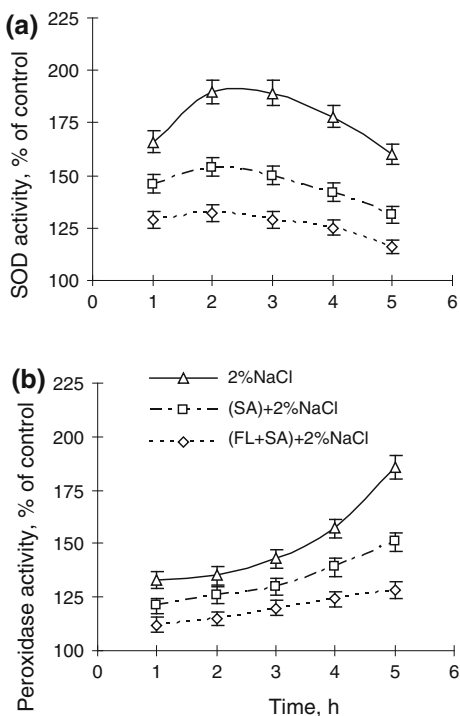 (a)
SOD activity, % of control
225
200
175
150
125
100
0 1 2 3 4 5 6
(b)
Peroxidase activity, % of control
225
200
175
150
125
100
2%NaCl
(SA)+2%NaCl
(FL+SA)+2%NaCl
0 1 2 3 4 5 6
Time, h